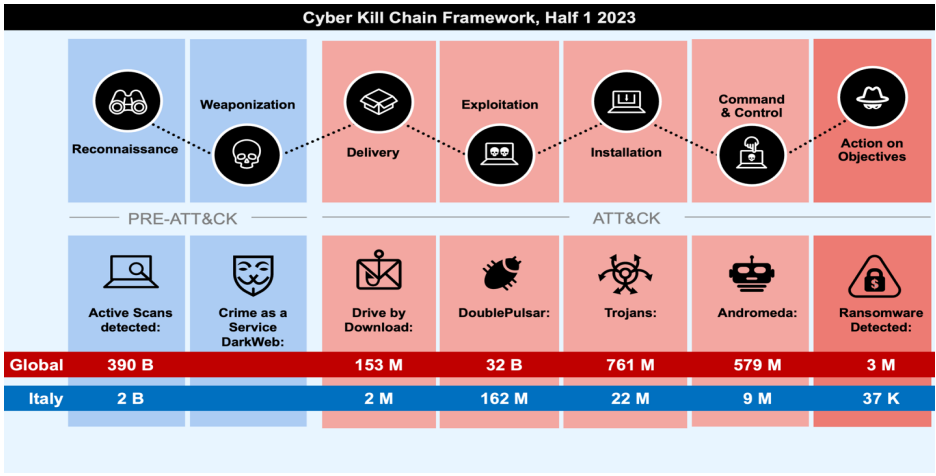 Cyber Kill Chain Framework, Half 1 2023
Reconnaissance
Weaponization
Delivery
Exploitation
Installation
Command
& Control
Action on
Objectives
PRE-ATT&CK
ATT&CK
Active Scans
detected:
Crime as a
Service
DarkWeb:
Drive by
Download:
DoublePulsar:
Trojans:
Andromeda:
$
Ransomware
Detected:
Global 390 B 153 M 32 B 761 M 579 M 3 M
Italy 2 B 2 M 162 M 22 M 9 M 37 K